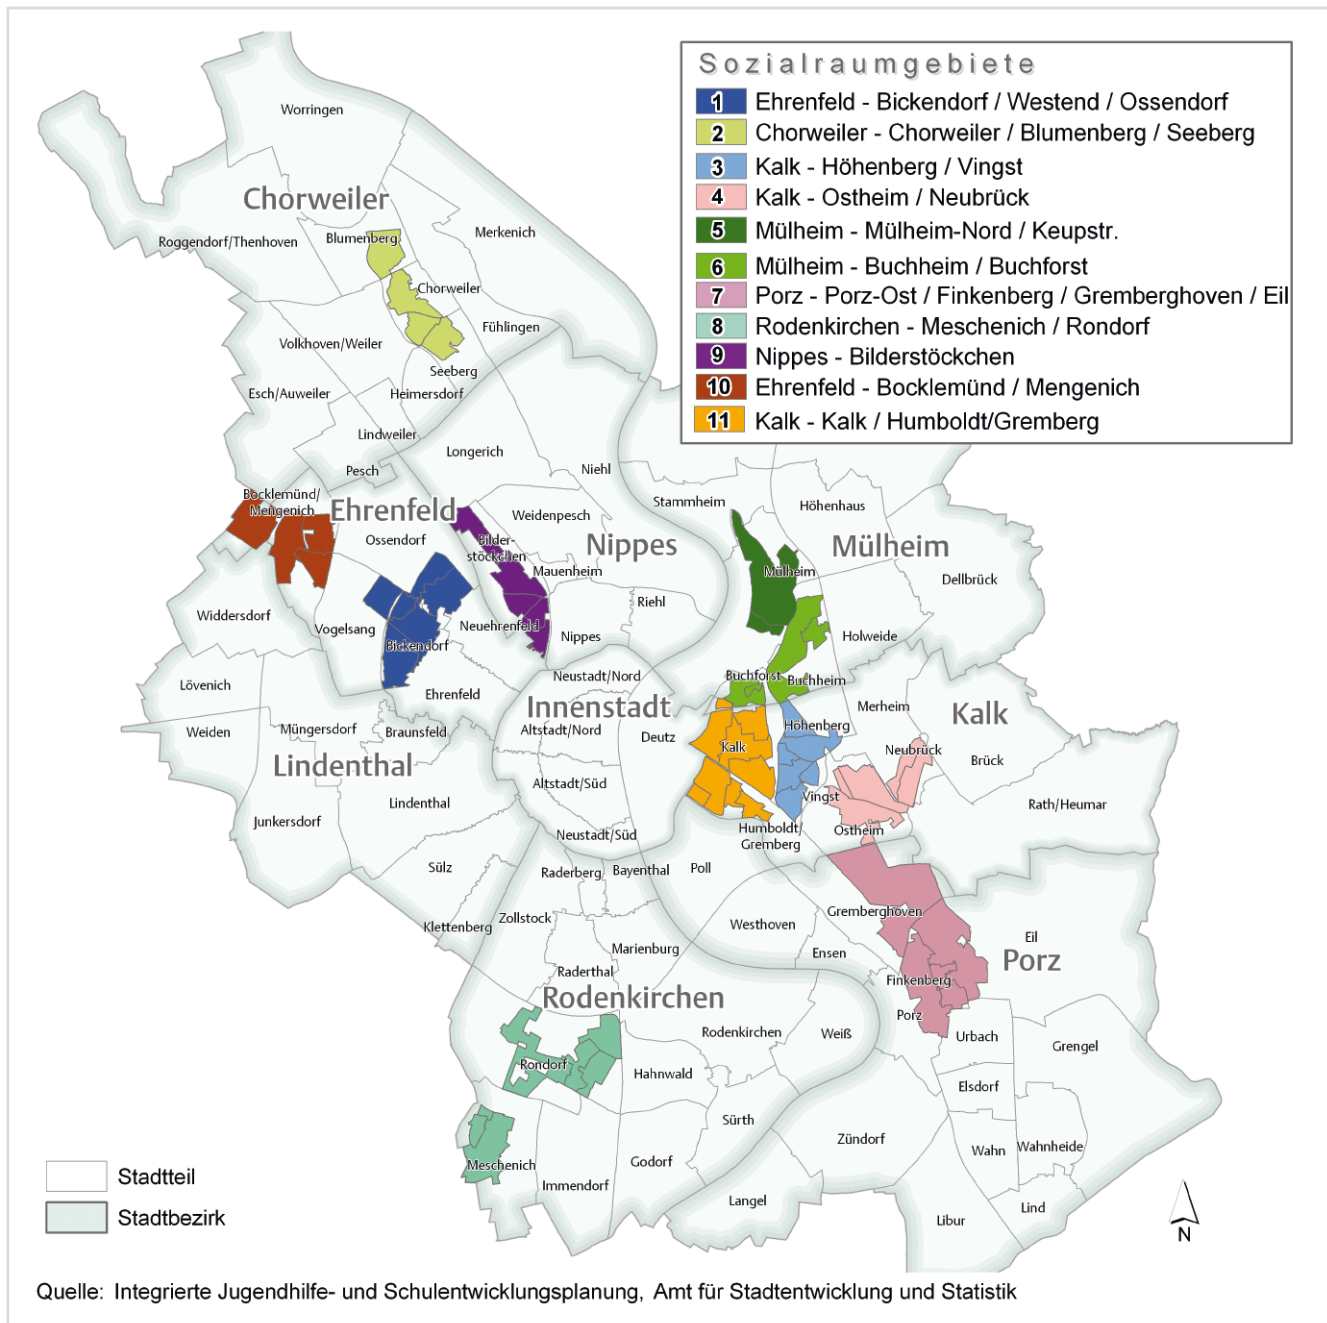 Sozialraumgebiete
1 Ehrenfeld - Bickendorf / Westend / Ossendorf
2 Chorweiler - Chorweiler / Blumenberg / Seeberg
3 Kalk - Höhenberg / Vingst
4 Kalk - Ostheim / Neubrück
5 Mülheim - Mülheim-Nord / Keupstr.
6 Mülheim - Buchheim / Buchforst
7 Porz - Porz-Ost / Finkenberg / Gremberghoven / Eil
8 Rodenkirchen - Meschenich / Rondorf
9 Nippes - Bilderstöckchen
10 Ehrenfeld - Bocklemünd / Mengenich
11 Kalk - Kalk / Humboldt/Gremberg
Worringen
Chorweiler
Roggendorf/Thenhoven
Blumenberg
Merkenich
Chorweiler
Fühlingen
Volkhoven/Weiler
Seeberg
Esch/Auweiler
Heimersdorf
Lindweiler
Pesch
Longerich
Niehl
Bocklemünd/
Mengenich
Ehrenfeld
Ossendorf
Weidenpesch
Bilder-
stöckchen
Nippes
Mauenheim
Stammheim
Höhenhaus
Mülheim
Mülheim
Dellbrück
Widdersdorf
Vogelsang
Bickendorf
Neuehrenfeld
Nippes
Riehl
Holweide
Buchforst
Buchheim
Lövenich
Ehrenfeld
Neustadt/Nord
Innenstadt
Altstadt/Nord
Deutz
Kalk
Höhenberg
Merheim
Kalk
Neubrück
Brück
Weiden
Müngersdorf
Braunsfeld
Lindenthal
Lindenthal
Junkersdorf
Altstadt/Süd
Neustadt/Süd
Vingst
Ostheim
Rath/Heumar
Humboldt/
Gremberg
Sülz
Raderberg
Bayenthal
Poll
Klettenberg
Zollstock
Marienburg
Raderthal
Westhoven
Ensen
Gremberghoven
Eil
Porz
Finkenberg
Porz
Urbach
Grengel
Rodenkirchen
Rodenkirchen
Weiß
Rondorf
Hahnwald
Elsdorf
Sürth
Zündorf
Wahn
Wahnheide
Meschenich
Immendorf
Godorf
Langel
Libur
Lind
Stadtteil
Stadtbezirk
N
Quelle: Integrierte Jugendhilfe- und Schulentwicklungsplanung, Amt für Stadtentwicklung und Statistik